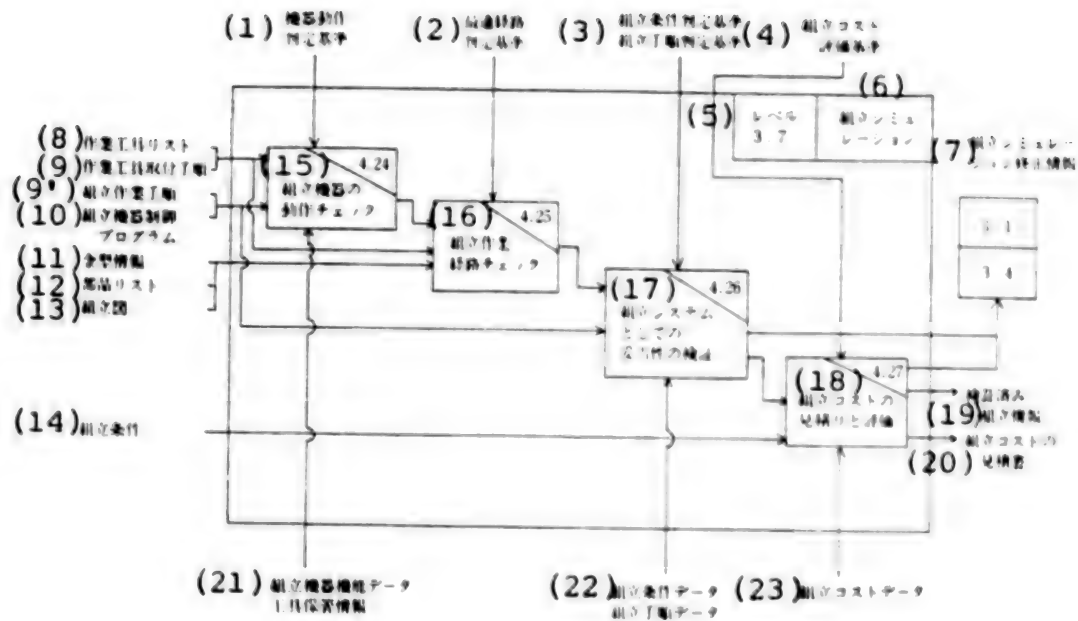 (1) 機器動作
判定基準
(2) 最適経路
判定基準
(3) 組立条件判定基準
組立手順判定基準
(4) 組立コスト
評価基準
(5) レベル
3.7
(6) 組立シミュ
レーション
(7) 組立シミュレー
ション修正情報
(8) 作業工具リスト
(9) 作業工具取付手順
(9') 組立作業手順
(10) 組立機器制御
プログラム
(11) 金型情報
(12) 部品リスト
(13) 組立図
(14) 組立条件
(15) 4.24
組立機器の
動作チェック
(16) 4.25
組立作業
経路チェック
(17) 4.26
組立システム
としての
妥当性の検証
(18) 4.27
組立コストの
見積りと評価
3.4
(19) 検証済み
組立情報
(20) 組立コストの
見積書
(21) 組立機器機能データ
工具保有情報
(22) 組立条件データ
組立手順データ
(23) 組立コストデータ